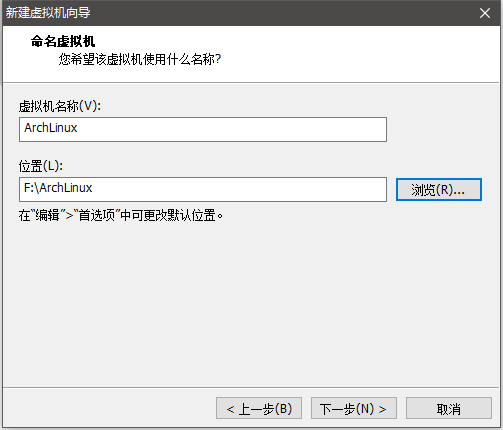 新建虚拟机向导
命名虚拟机
您希望该虚拟机使用什么名称?
虚拟机名称(V):
ArchLinux
位置(L):
F:\ArchLinux
浏览(R)...
在“编辑”>“首选项”中可更改默认位置。
< 上一步(B)
下一步(N) >
取消